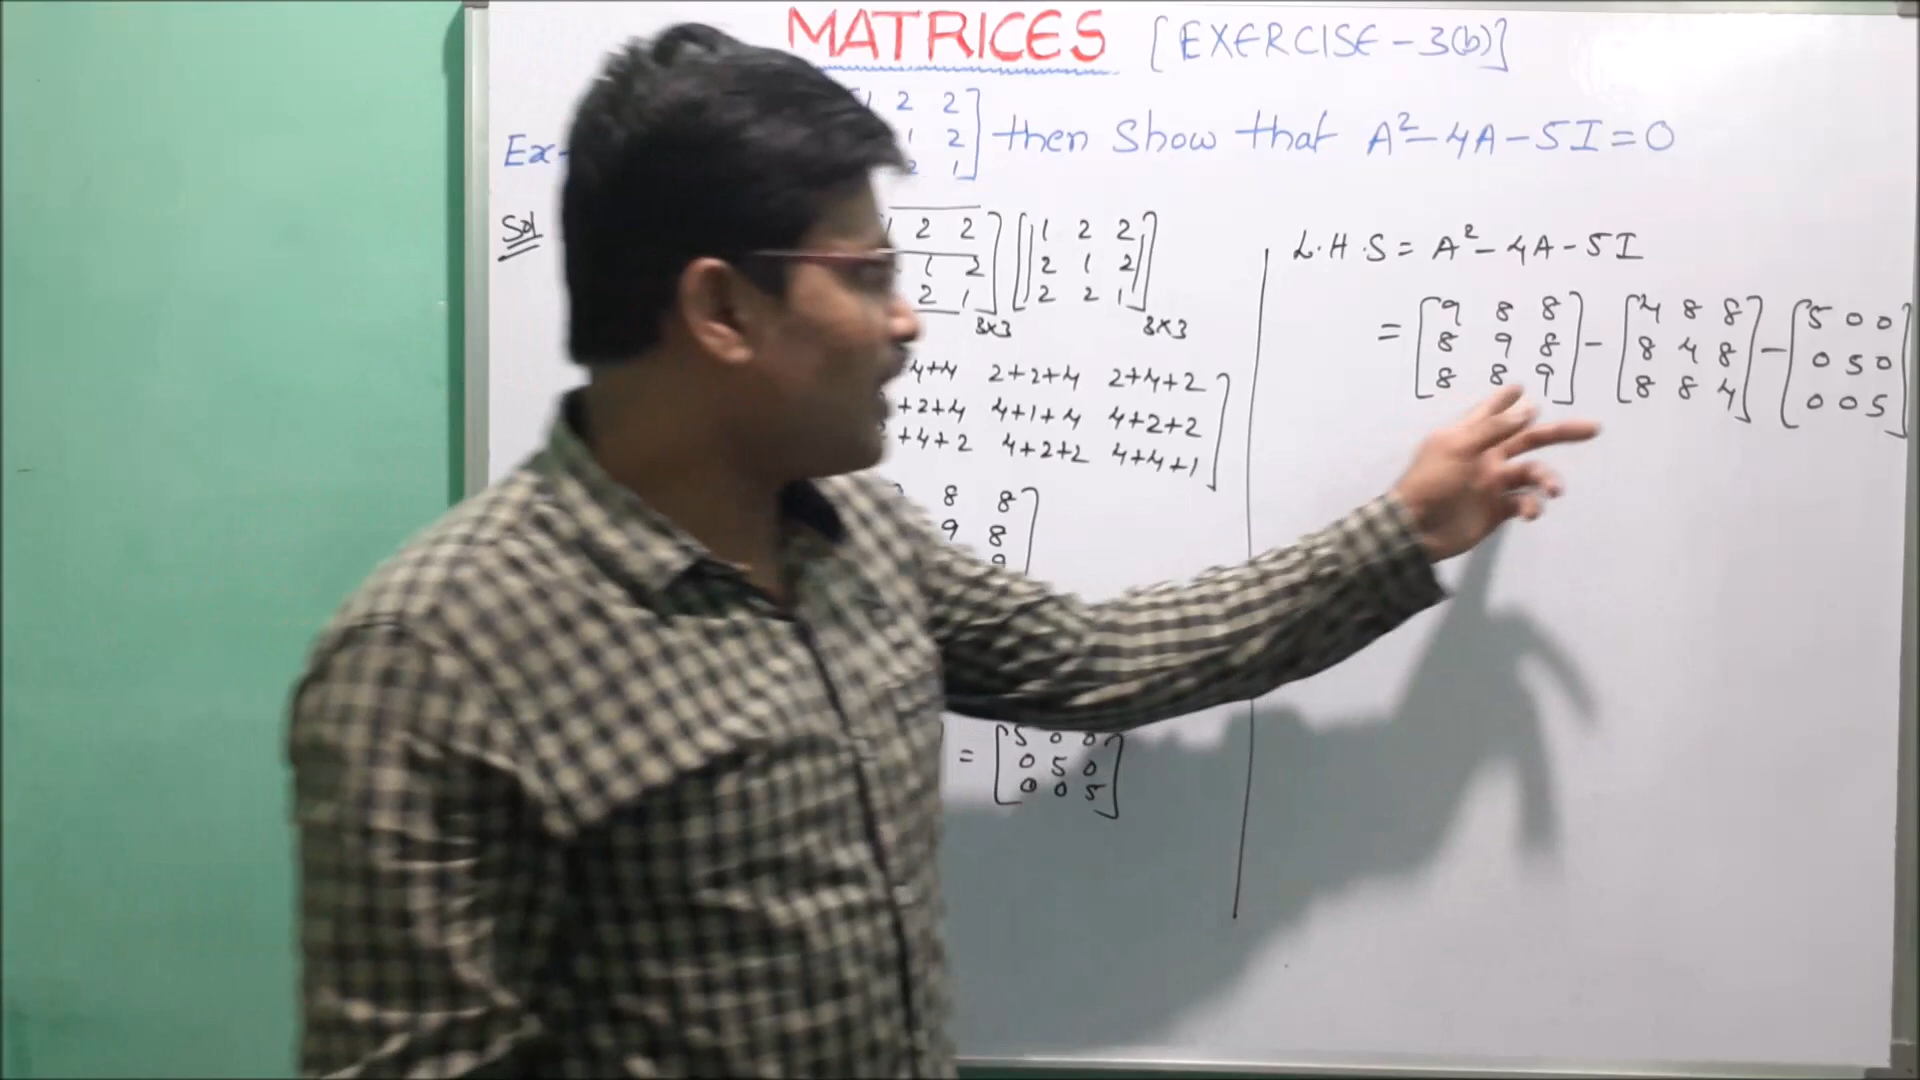 MATRICES [EXERCISE-3(b)]
2 2]
Ex- 1 2] then Show that A²-4A-5I=0
2 1]
Sol
2 2] [1 2 2]
1 2] [2 1 2]
2 1] [2 2 1]
3×3 3×3
4+4 2+2+4 2+4+2]
+2+4 4+1+4 4+2+2
+4+2 4+2+2 4+4+1]
8 8]
9 8
9
= [5 0 0]
[0 5 0]
[0 0 5]
L.H.S = A²-4A-5I
= [9 8 8] - [4 8 8] - [5 0 0]
[8 9 8] [8 4 8] [0 5 0]
[8 8 9] [8 8 4] [0 0 5]